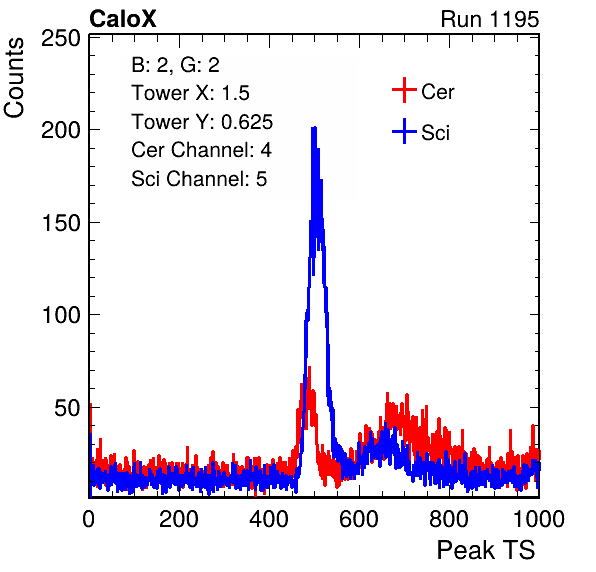 CaloX
Run 1195
Counts
250
200
150
100
50
B: 2, G: 2
Tower X: 1.5
Tower Y: 0.625
Cer Channel: 4
Sci Channel: 5
Cer
Sci
0
200
400
600
800
1000
Peak TS